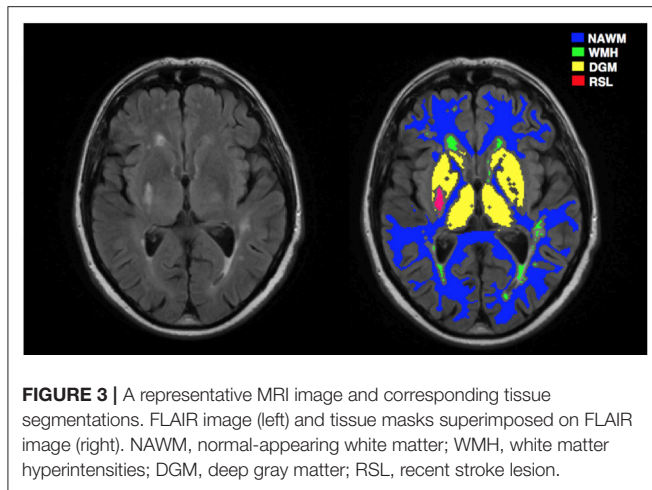 NAWM
WMH
DGM
RSL
FIGURE 3 | A representative MRI image and corresponding tissue
segmentations. FLAIR image (left) and tissue masks superimposed on FLAIR
image (right). NAWM, normal-appearing white matter; WMH, white matter
hyperintensities; DGM, deep gray matter; RSL, recent stroke lesion.